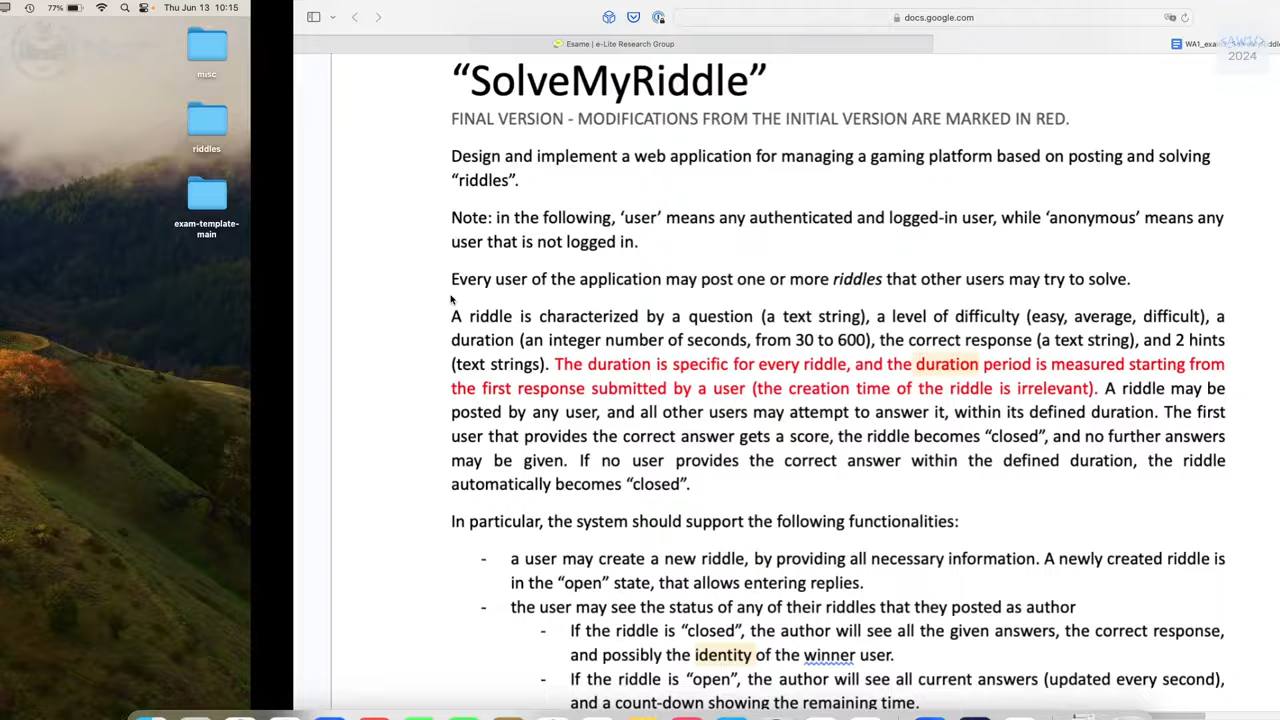 77% Thu Jun 13 10:15
docs.google.com
Esame | e-Lite Research Group
2024
misc
riddles
exam-template-
main
“SolveMyRiddle”
FINAL VERSION - MODIFICATIONS FROM THE INITIAL VERSION ARE MARKED IN RED.
Design and implement a web application for managing a gaming platform based on posting and solving
“riddles”.
Note: in the following, ‘user’ means any authenticated and logged-in user, while ‘anonymous’ means any
user that is not logged in.
Every user of the application may post one or more riddles that other users may try to solve.
A riddle is characterized by a question (a text string), a level of difficulty (easy, average, difficult), a
duration (an integer number of seconds, from 30 to 600), the correct response (a text string), and 2 hints
(text strings). The duration is specific for every riddle, and the duration period is measured starting from
the first response submitted by a user (the creation time of the riddle is irrelevant). A riddle may be
posted by any user, and all other users may attempt to answer it, within its defined duration. The first
user that provides the correct answer gets a score, the riddle becomes “closed”, and no further answers
may be given. If no user provides the correct answer within the defined duration, the riddle
automatically becomes “closed”.
In particular, the system should support the following functionalities:
- a user may create a new riddle, by providing all necessary information. A newly created riddle is
in the “open” state, that allows entering replies.
- the user may see the status of any of their riddles that they posted as author
- If the riddle is “closed”, the author will see all the given answers, the correct response,
and possibly the identity of the winner user.
- If the riddle is “open”, the author will see all current answers (updated every second),
and a count-down showing the remaining time.